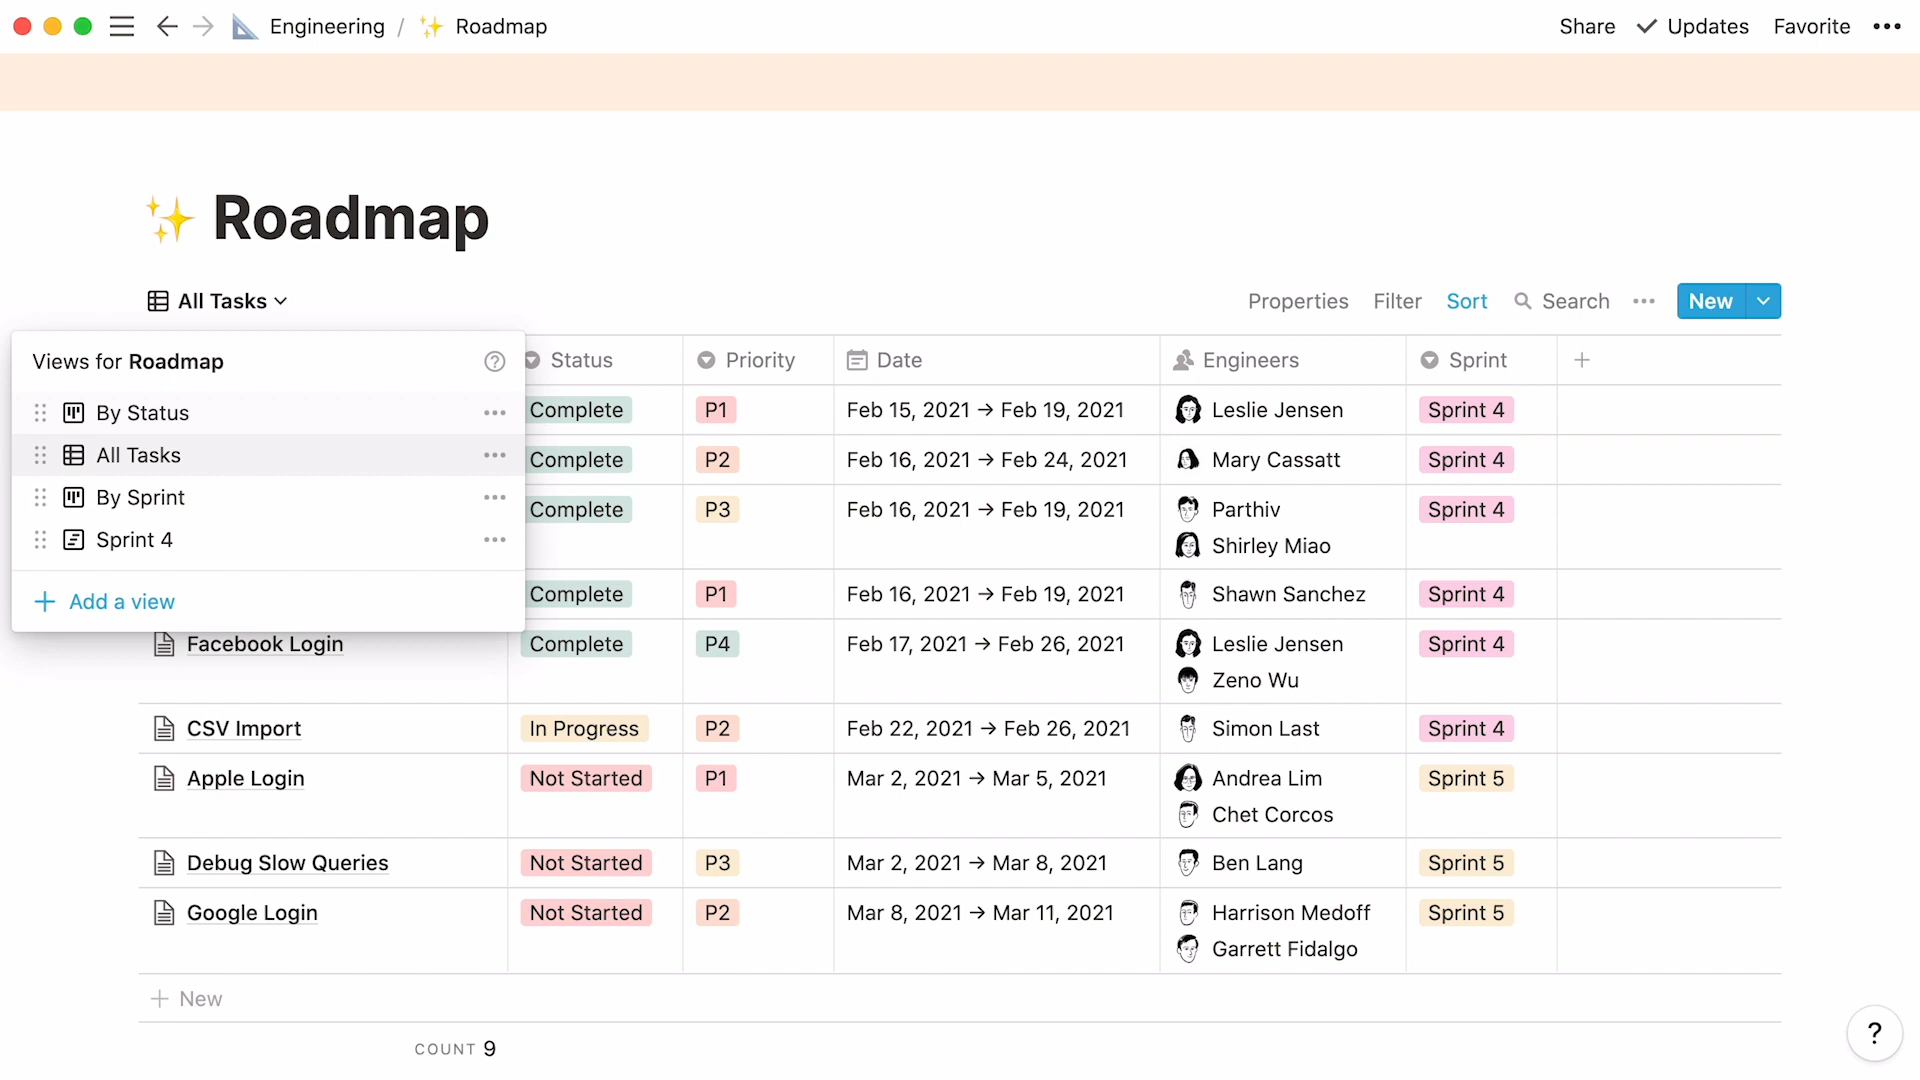 Engineering / Roadmap Share Updates Favorite
Roadmap
All Tasks Properties Filter Sort Search New
Views for Roadmap
By Status
All Tasks
By Sprint
Sprint 4
Add a view
Status Priority Date Engineers Sprint
Complete P1 Feb 15, 2021 → Feb 19, 2021 Leslie Jensen Sprint 4
Complete P2 Feb 16, 2021 → Feb 24, 2021 Mary Cassatt Sprint 4
Complete P3 Feb 16, 2021 → Feb 19, 2021 Parthiv Sprint 4
Shirley Miao
Complete P1 Feb 16, 2021 → Feb 19, 2021 Shawn Sanchez Sprint 4
Facebook Login Complete P4 Feb 17, 2021 → Feb 26, 2021 Leslie Jensen Sprint 4
Zeno Wu
CSV Import In Progress P2 Feb 22, 2021 → Feb 26, 2021 Simon Last Sprint 4
Apple Login Not Started P1 Mar 2, 2021 → Mar 5, 2021 Andrea Lim Sprint 5
Chet Corcos
Debug Slow Queries Not Started P3 Mar 2, 2021 → Mar 8, 2021 Ben Lang Sprint 5
Google Login Not Started P2 Mar 8, 2021 → Mar 11, 2021 Harrison Medoff Sprint 5
Garrett Fidalgo
New
COUNT 9
?